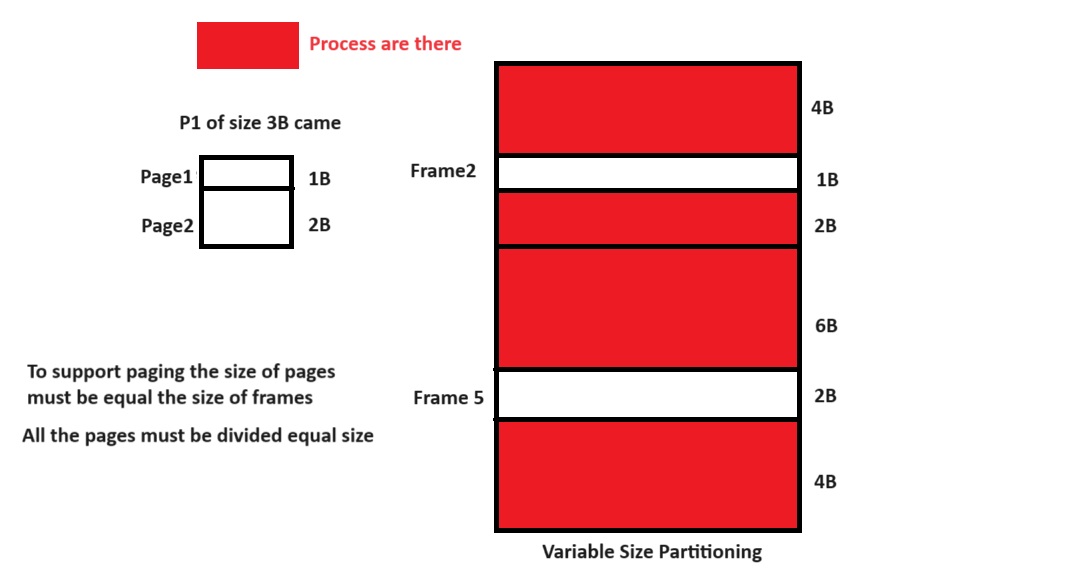 Process are there
P1 of size 3B came
Page1
1B
Page2
2B
To support paging the size of pages
must be equal the size of frames
All the pages must be divided equal size
4B
Frame2
1B
2B
6B
Frame 5
2B
4B
Variable Size Partitioning